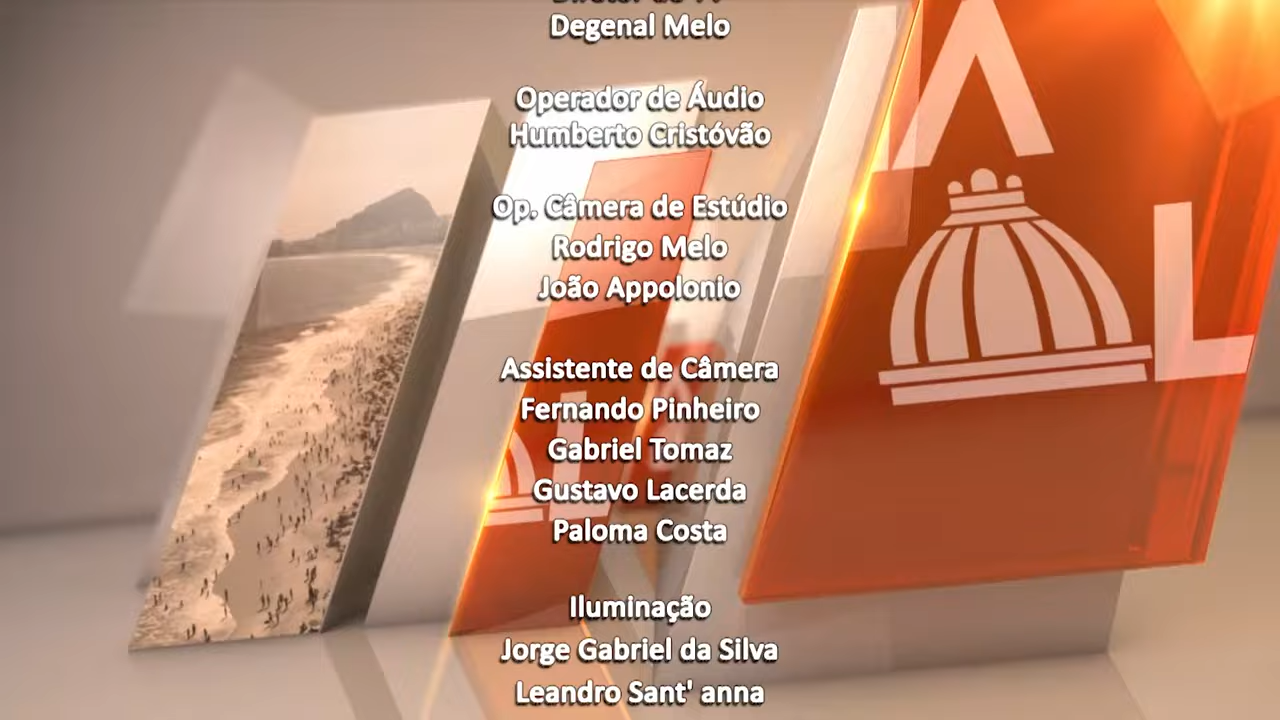 Degenal Melo
Operador de Áudio
Humberto Cristóvão
Op. Câmera de Estúdio
Rodrigo Melo
João Appolonio
Assistente de Câmera
Fernando Pinheiro
Gabriel Tomaz
Gustavo Lacerda
Paloma Costa
Iluminação
Jorge Gabriel da Silva
Leandro Sant' anna